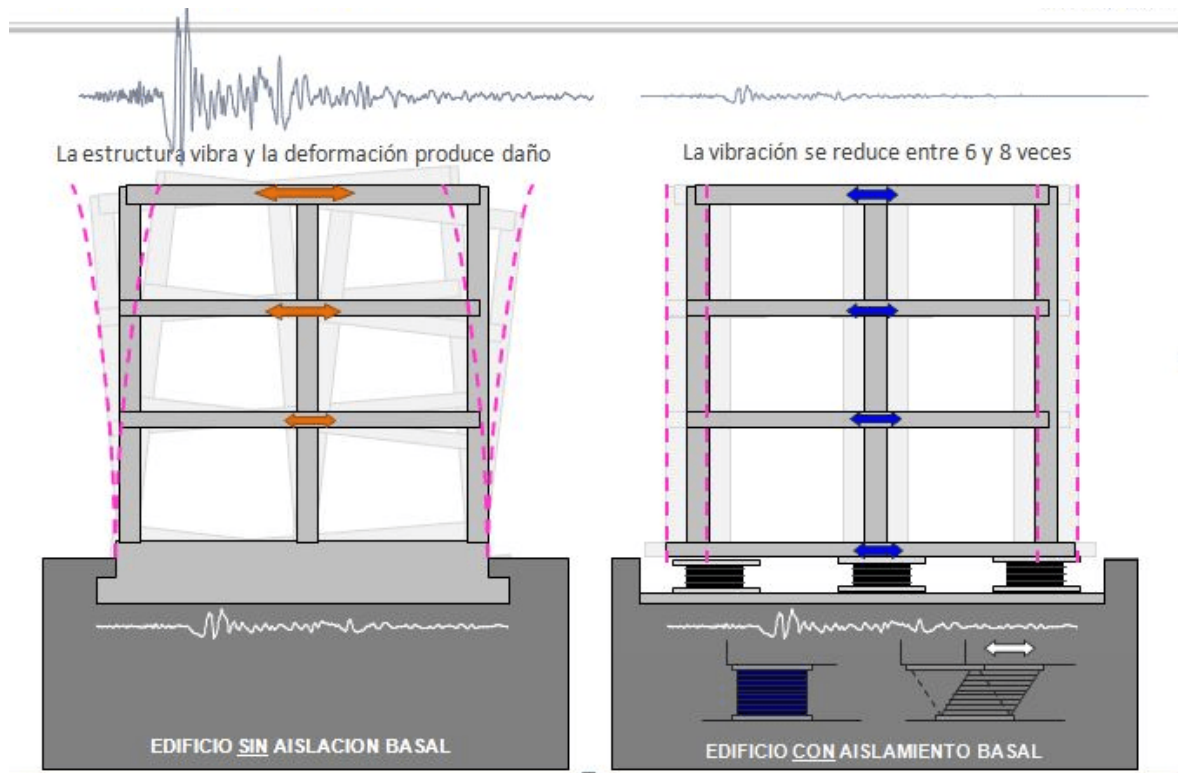 La estructura vibra y la deformación produce daño
La vibración se reduce entre 6 y 8 veces
EDIFICIO SIN AISLACION BASAL
EDIFICIO CON AISLAMIENTO BASAL